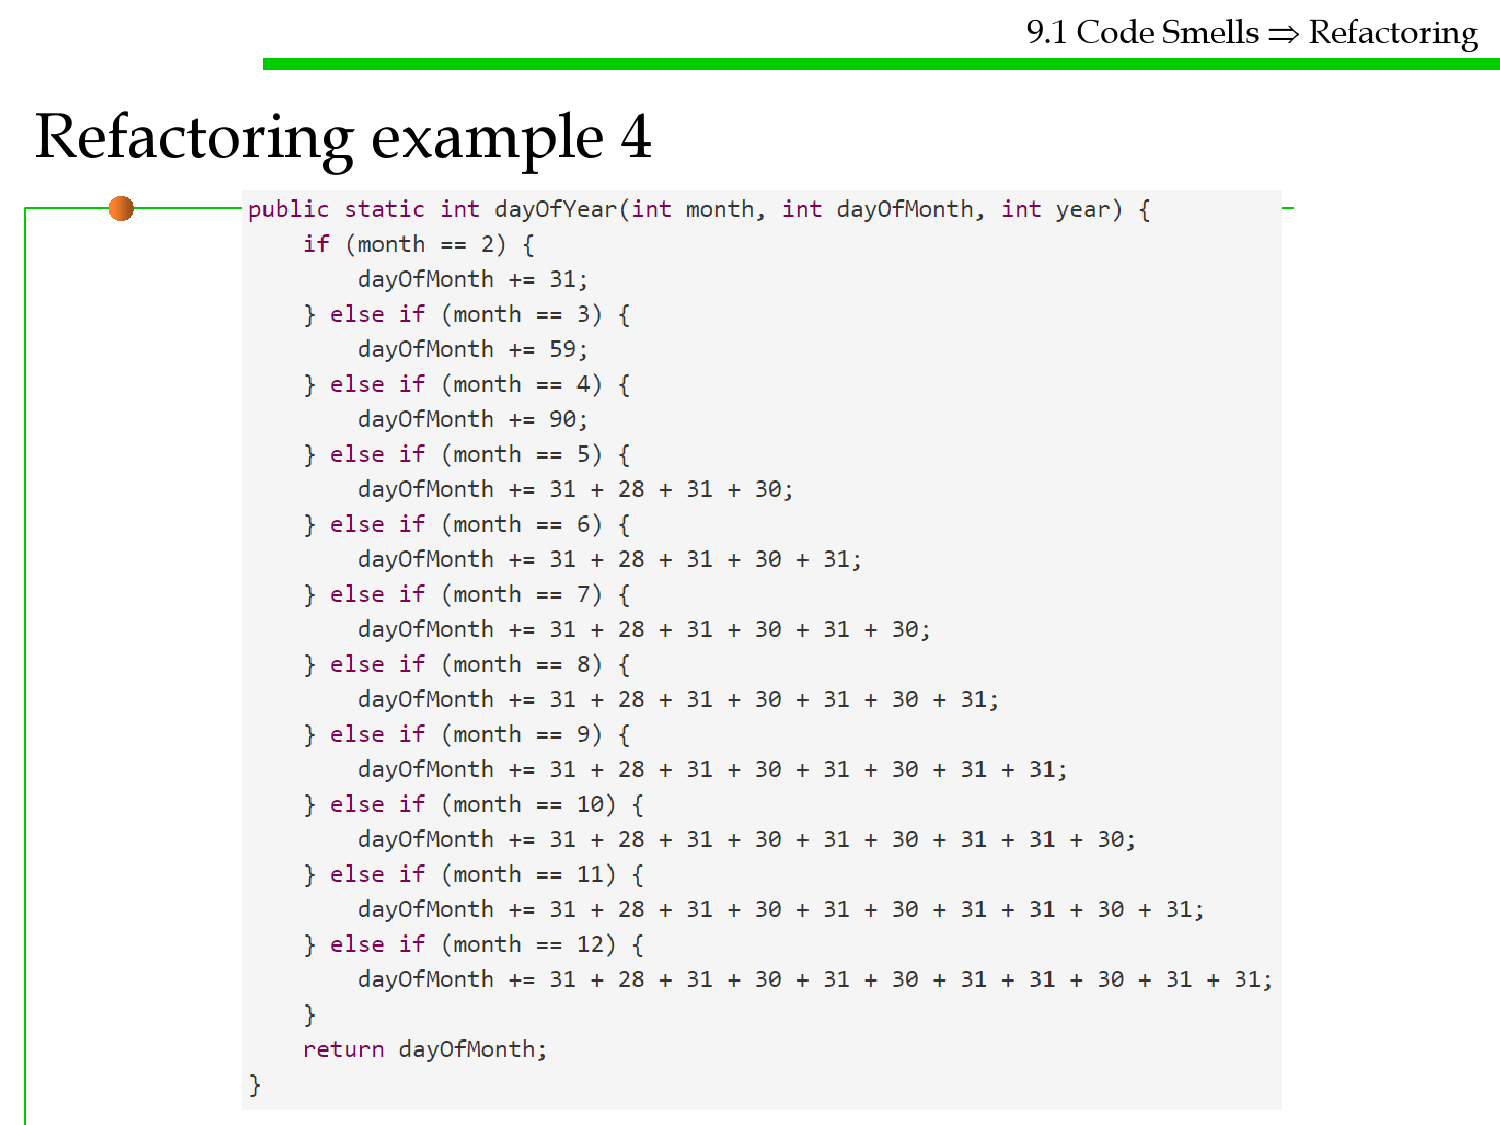 9.1 Code Smells ⇒ Refactoring
Refactoring example 4
public static int dayOfYear(int month, int dayOfMonth, int year) {
    if (month == 2) {
        dayOfMonth += 31;
    } else if (month == 3) {
        dayOfMonth += 59;
    } else if (month == 4) {
        dayOfMonth += 90;
    } else if (month == 5) {
        dayOfMonth += 31 + 28 + 31 + 30;
    } else if (month == 6) {
        dayOfMonth += 31 + 28 + 31 + 30 + 31;
    } else if (month == 7) {
        dayOfMonth += 31 + 28 + 31 + 30 + 31 + 30;
    } else if (month == 8) {
        dayOfMonth += 31 + 28 + 31 + 30 + 31 + 30 + 31;
    } else if (month == 9) {
        dayOfMonth += 31 + 28 + 31 + 30 + 31 + 30 + 31 + 31;
    } else if (month == 10) {
        dayOfMonth += 31 + 28 + 31 + 30 + 31 + 30 + 31 + 31 + 30;
    } else if (month == 11) {
        dayOfMonth += 31 + 28 + 31 + 30 + 31 + 30 + 31 + 31 + 30 + 31;
    } else if (month == 12) {
        dayOfMonth += 31 + 28 + 31 + 30 + 31 + 30 + 31 + 31 + 30 + 31 + 31;
    }
    return dayOfMonth;
}